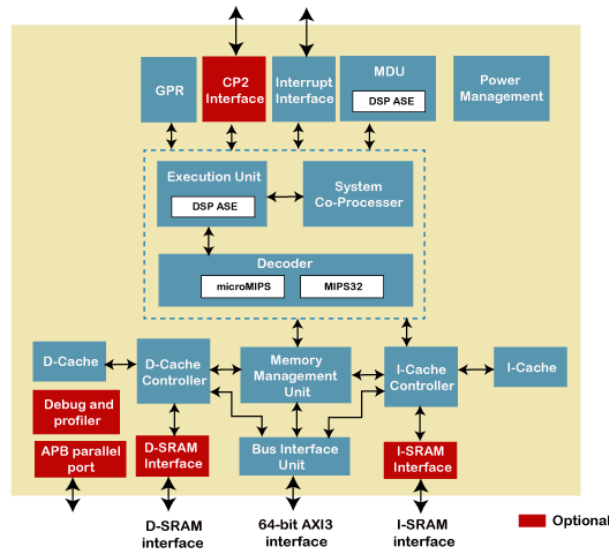 GPR
CP2
Interface
Interrupt
Interface
MDU
DSP ASE
Power
Management
Execution Unit
DSP ASE
System
Co-Processer
Decoder
microMIPS
MIPS32
D-Cache
D-Cache
Controller
Memory
Management
Unit
I-Cache
Controller
I-Cache
Debug and
profiler
APB parallel
port
D-SRAM
Interface
Bus Interface
Unit
I-SRAM
Interface
D-SRAM
interface
64-bit AXI3
interface
I-SRAM
interface
Optional